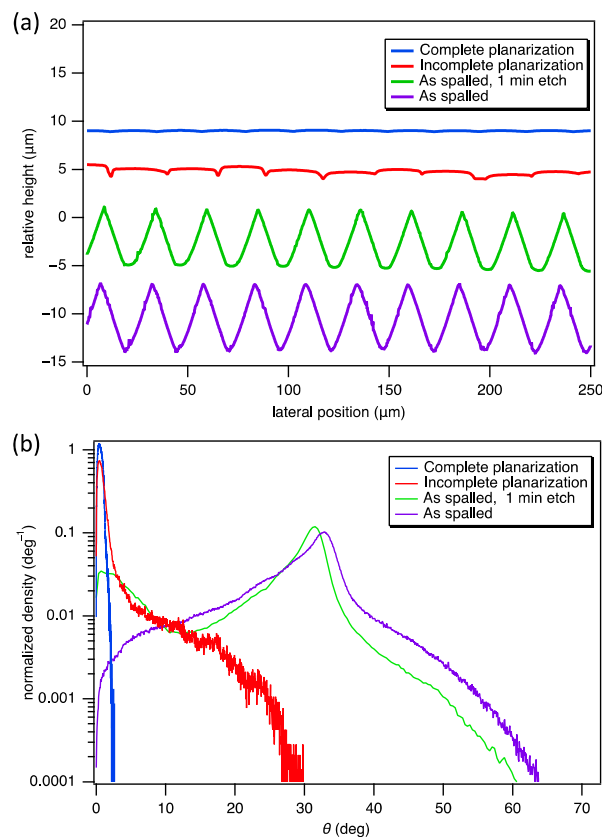 (a)
20
15
10
5
0
−5
−10
−15
relative height (µm)
Complete planarization
Incomplete planarization
As spalled, 1 min etch
As spalled
0
50
100
150
200
250
lateral position (µm)
(b)
1
0.1
0.01
0.001
0.0001
normalized density (deg⁻¹)
Complete planarization
Incomplete planarization
As spalled, 1 min etch
As spalled
0
10
20
30
40
50
60
70
θ (deg)